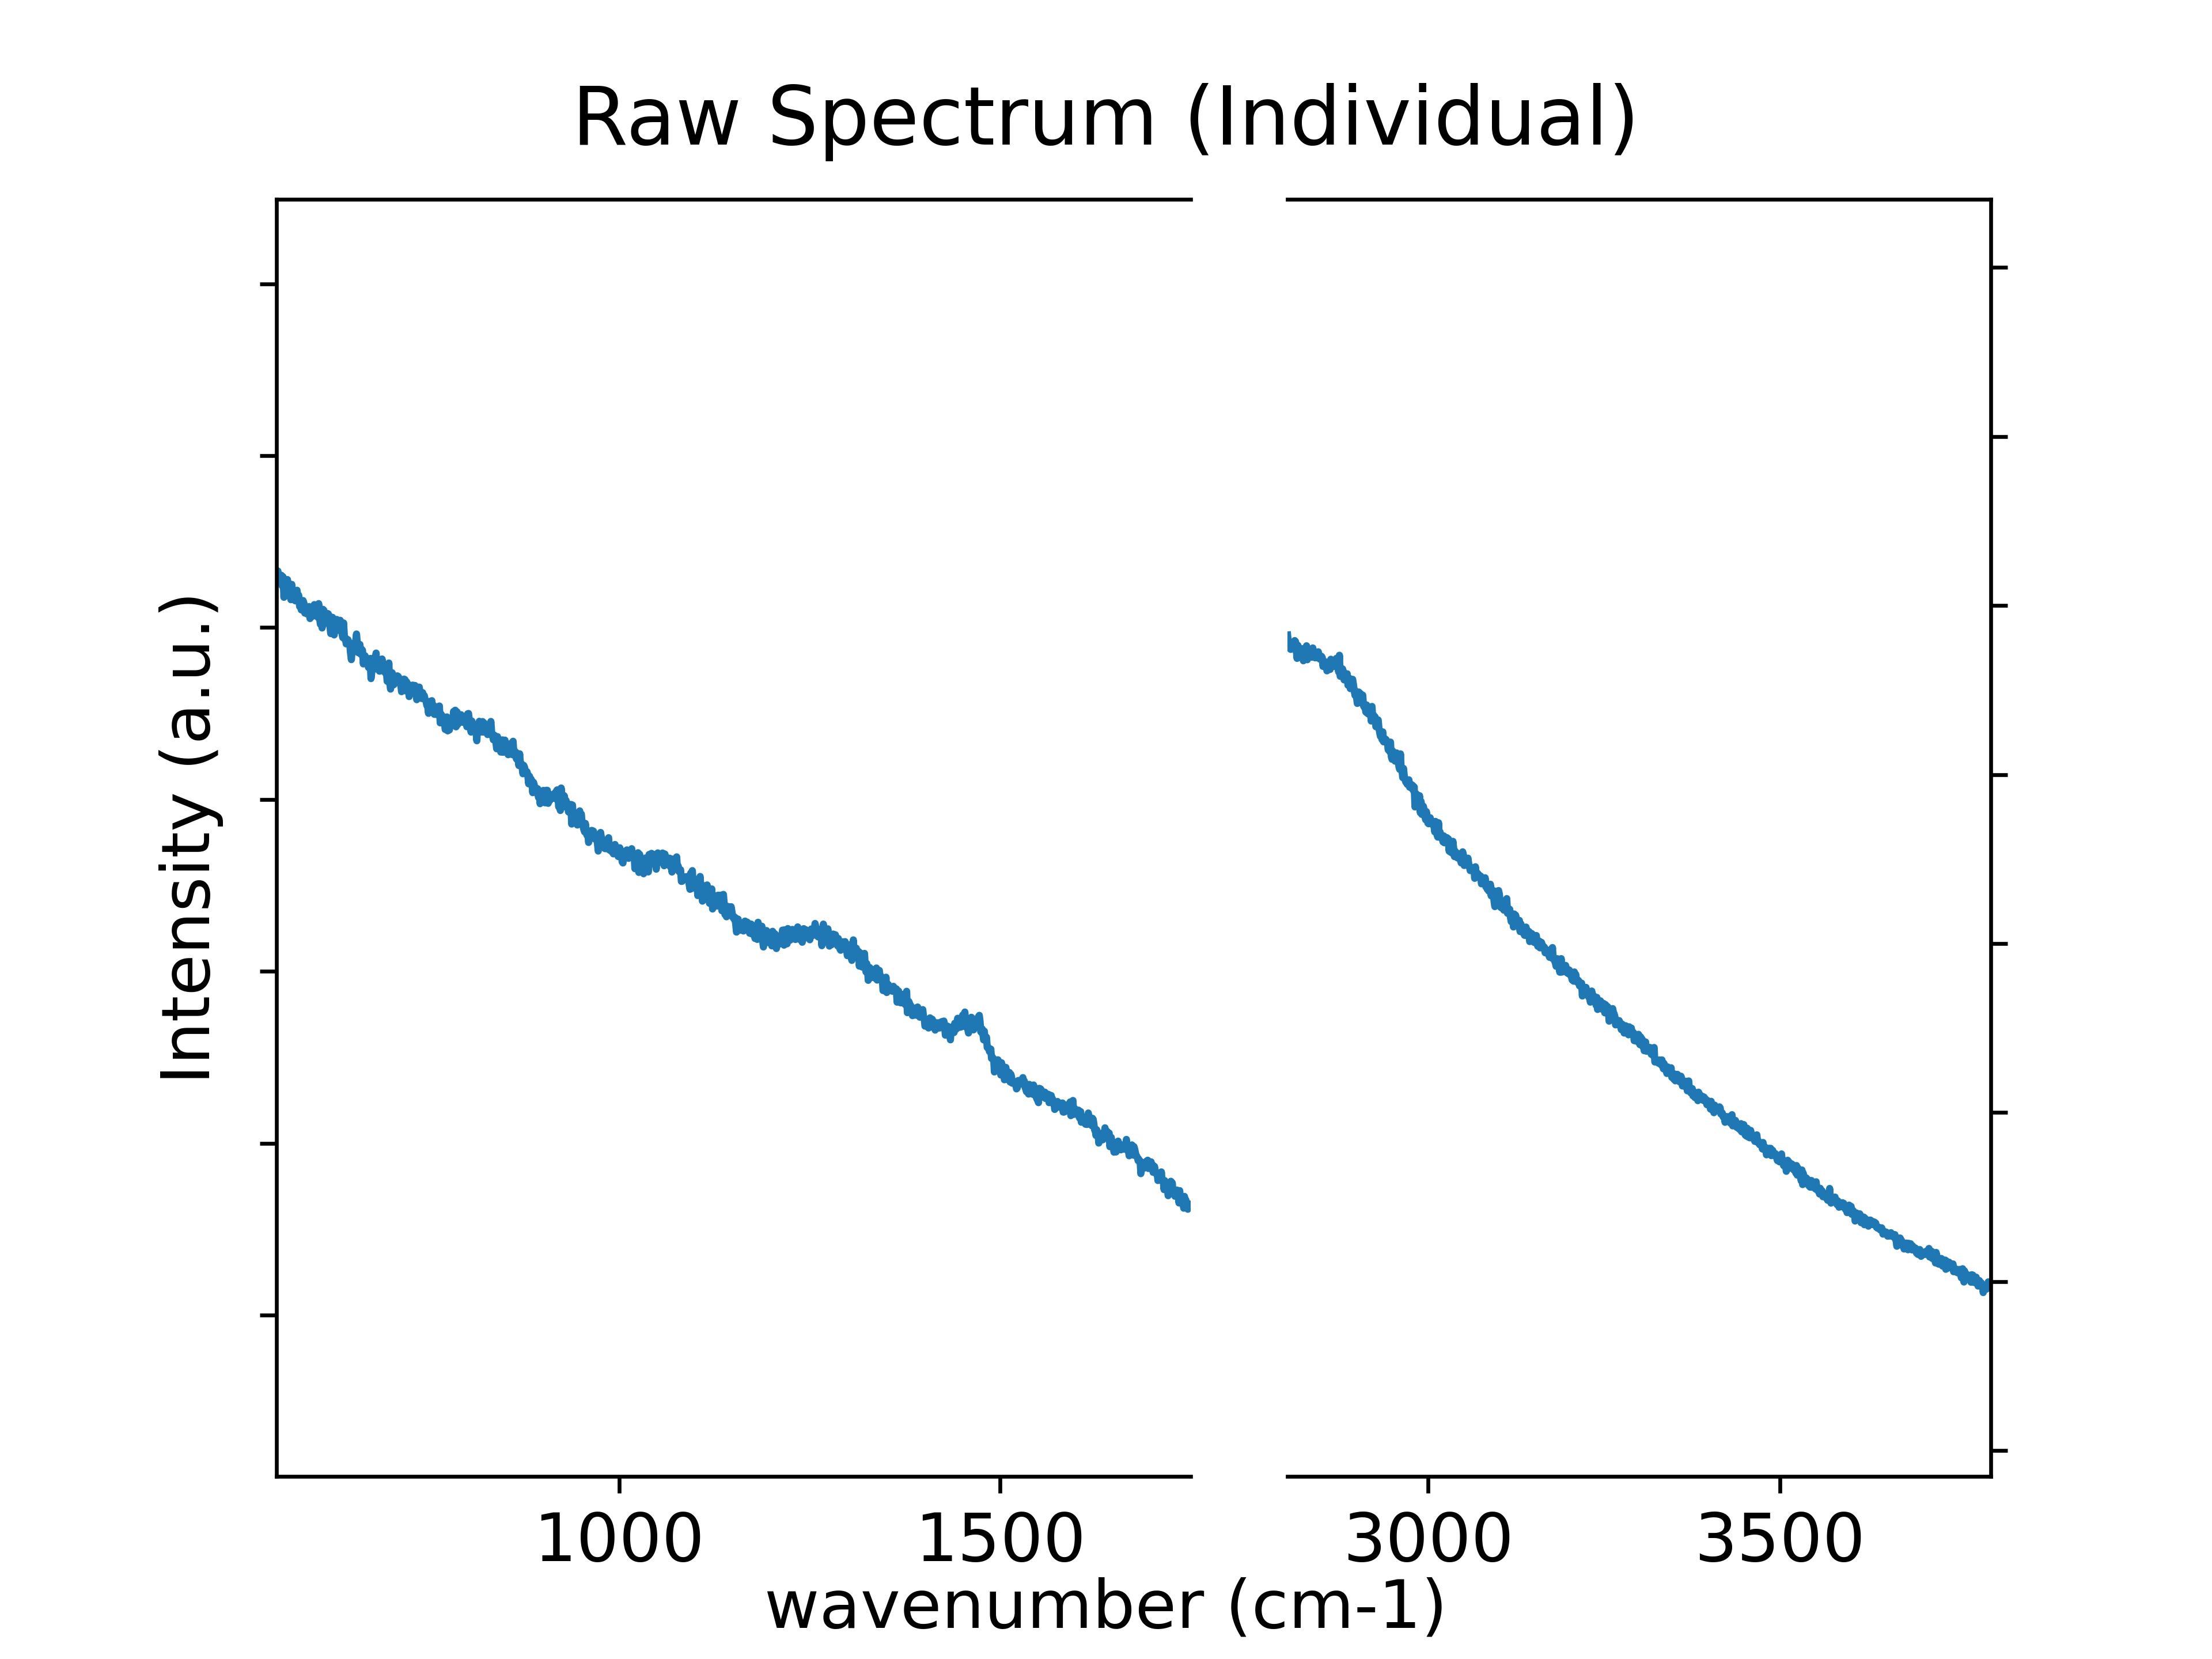 Raw Spectrum (Individual)
Intensity (a.u.)
1000 1500 3000 3500
wavenumber (cm-1)